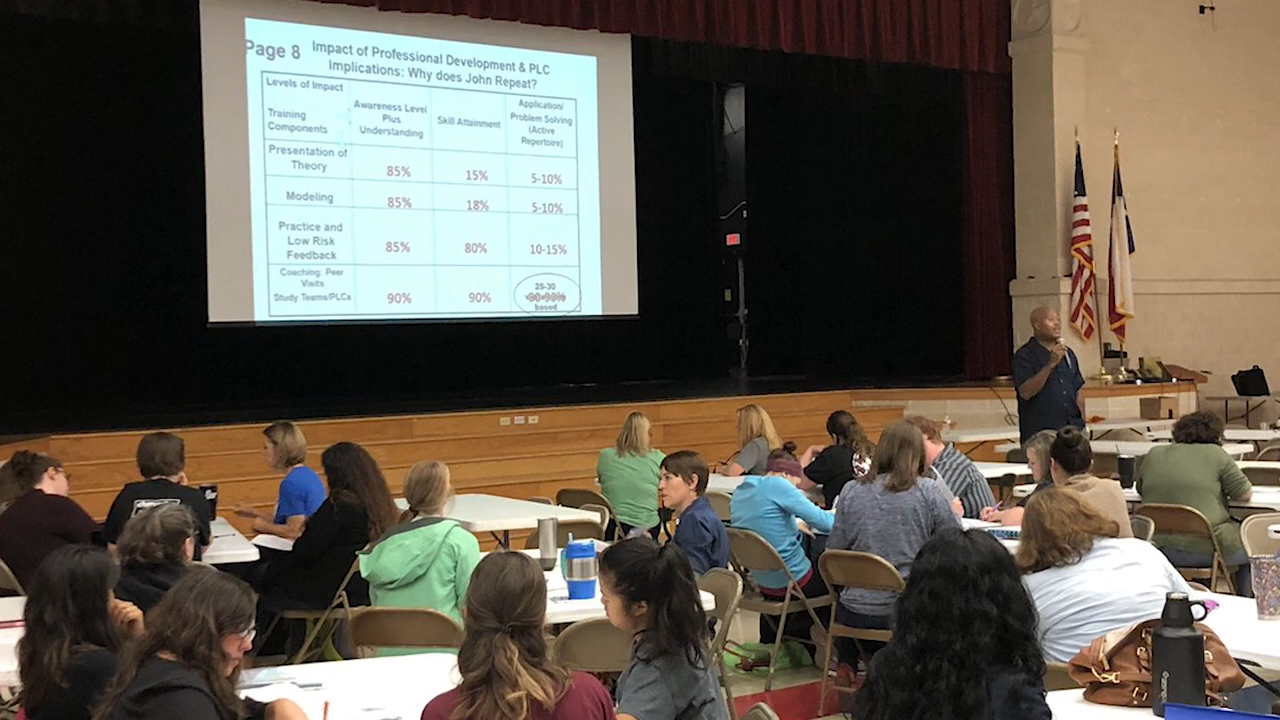 Page 8
Impact of Professional Development & PLC
Implications: Why does John Repeat?
Levels of Impact
Training
Components
Awareness Level
Plus
Understanding
Skill Attainment
Application/
Problem Solving
(Active
Repertoire)
Presentation of
Theory
85%
15%
5-10%
Modeling
85%
18%
5-10%
Practice and
Low Risk
Feedback
85%
80%
10-15%
Coaching: Peer
Visits
Study Teams/PLCs
90%
90%
25-30
80-90%
based